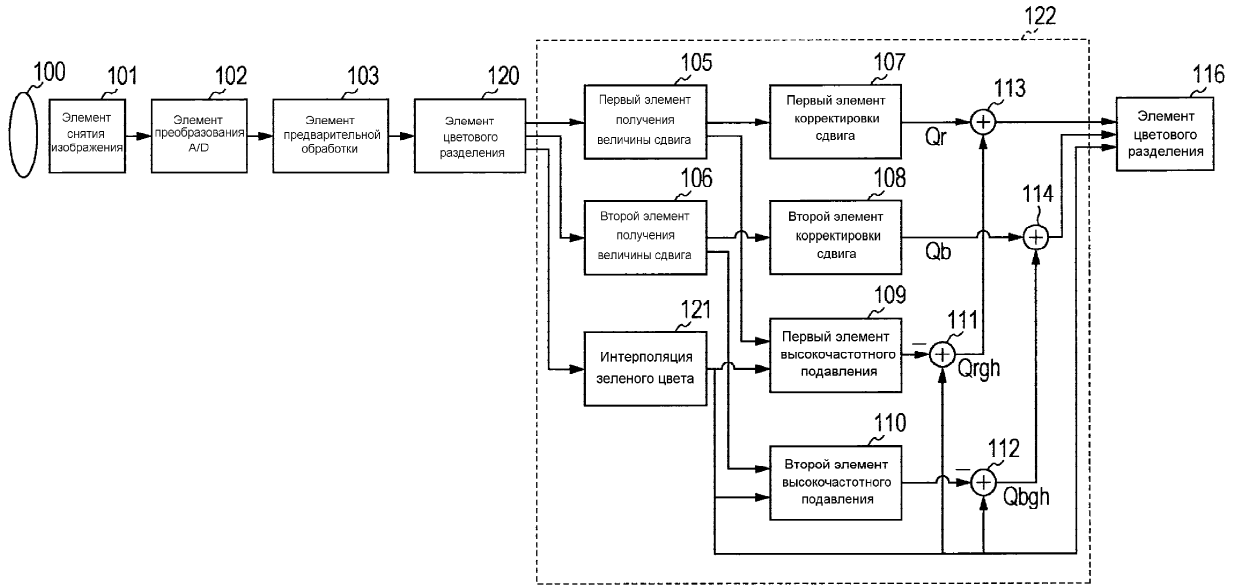 122
100
101
102
103
120
105
107
113
116
Элемент
снятия
изображения
Элемент
преобразования
A/D
Элемент
предварительной
обработки
Элемент
цветового
разделения
Первый элемент
получения
величины сдвига
Первый элемент
корректировки
сдвига
Qr
Элемент
цветового
разделения
106
108
114
Второй элемент
получения
величины сдвига
Второй элемент
корректировки
сдвига
Qb
121
109
111
Интерполяция
зеленого цвета
Первый элемент
высокочастотного
подавления
Qrgh
110
112
Второй элемент
высокочастотного
подавления
Qbgh